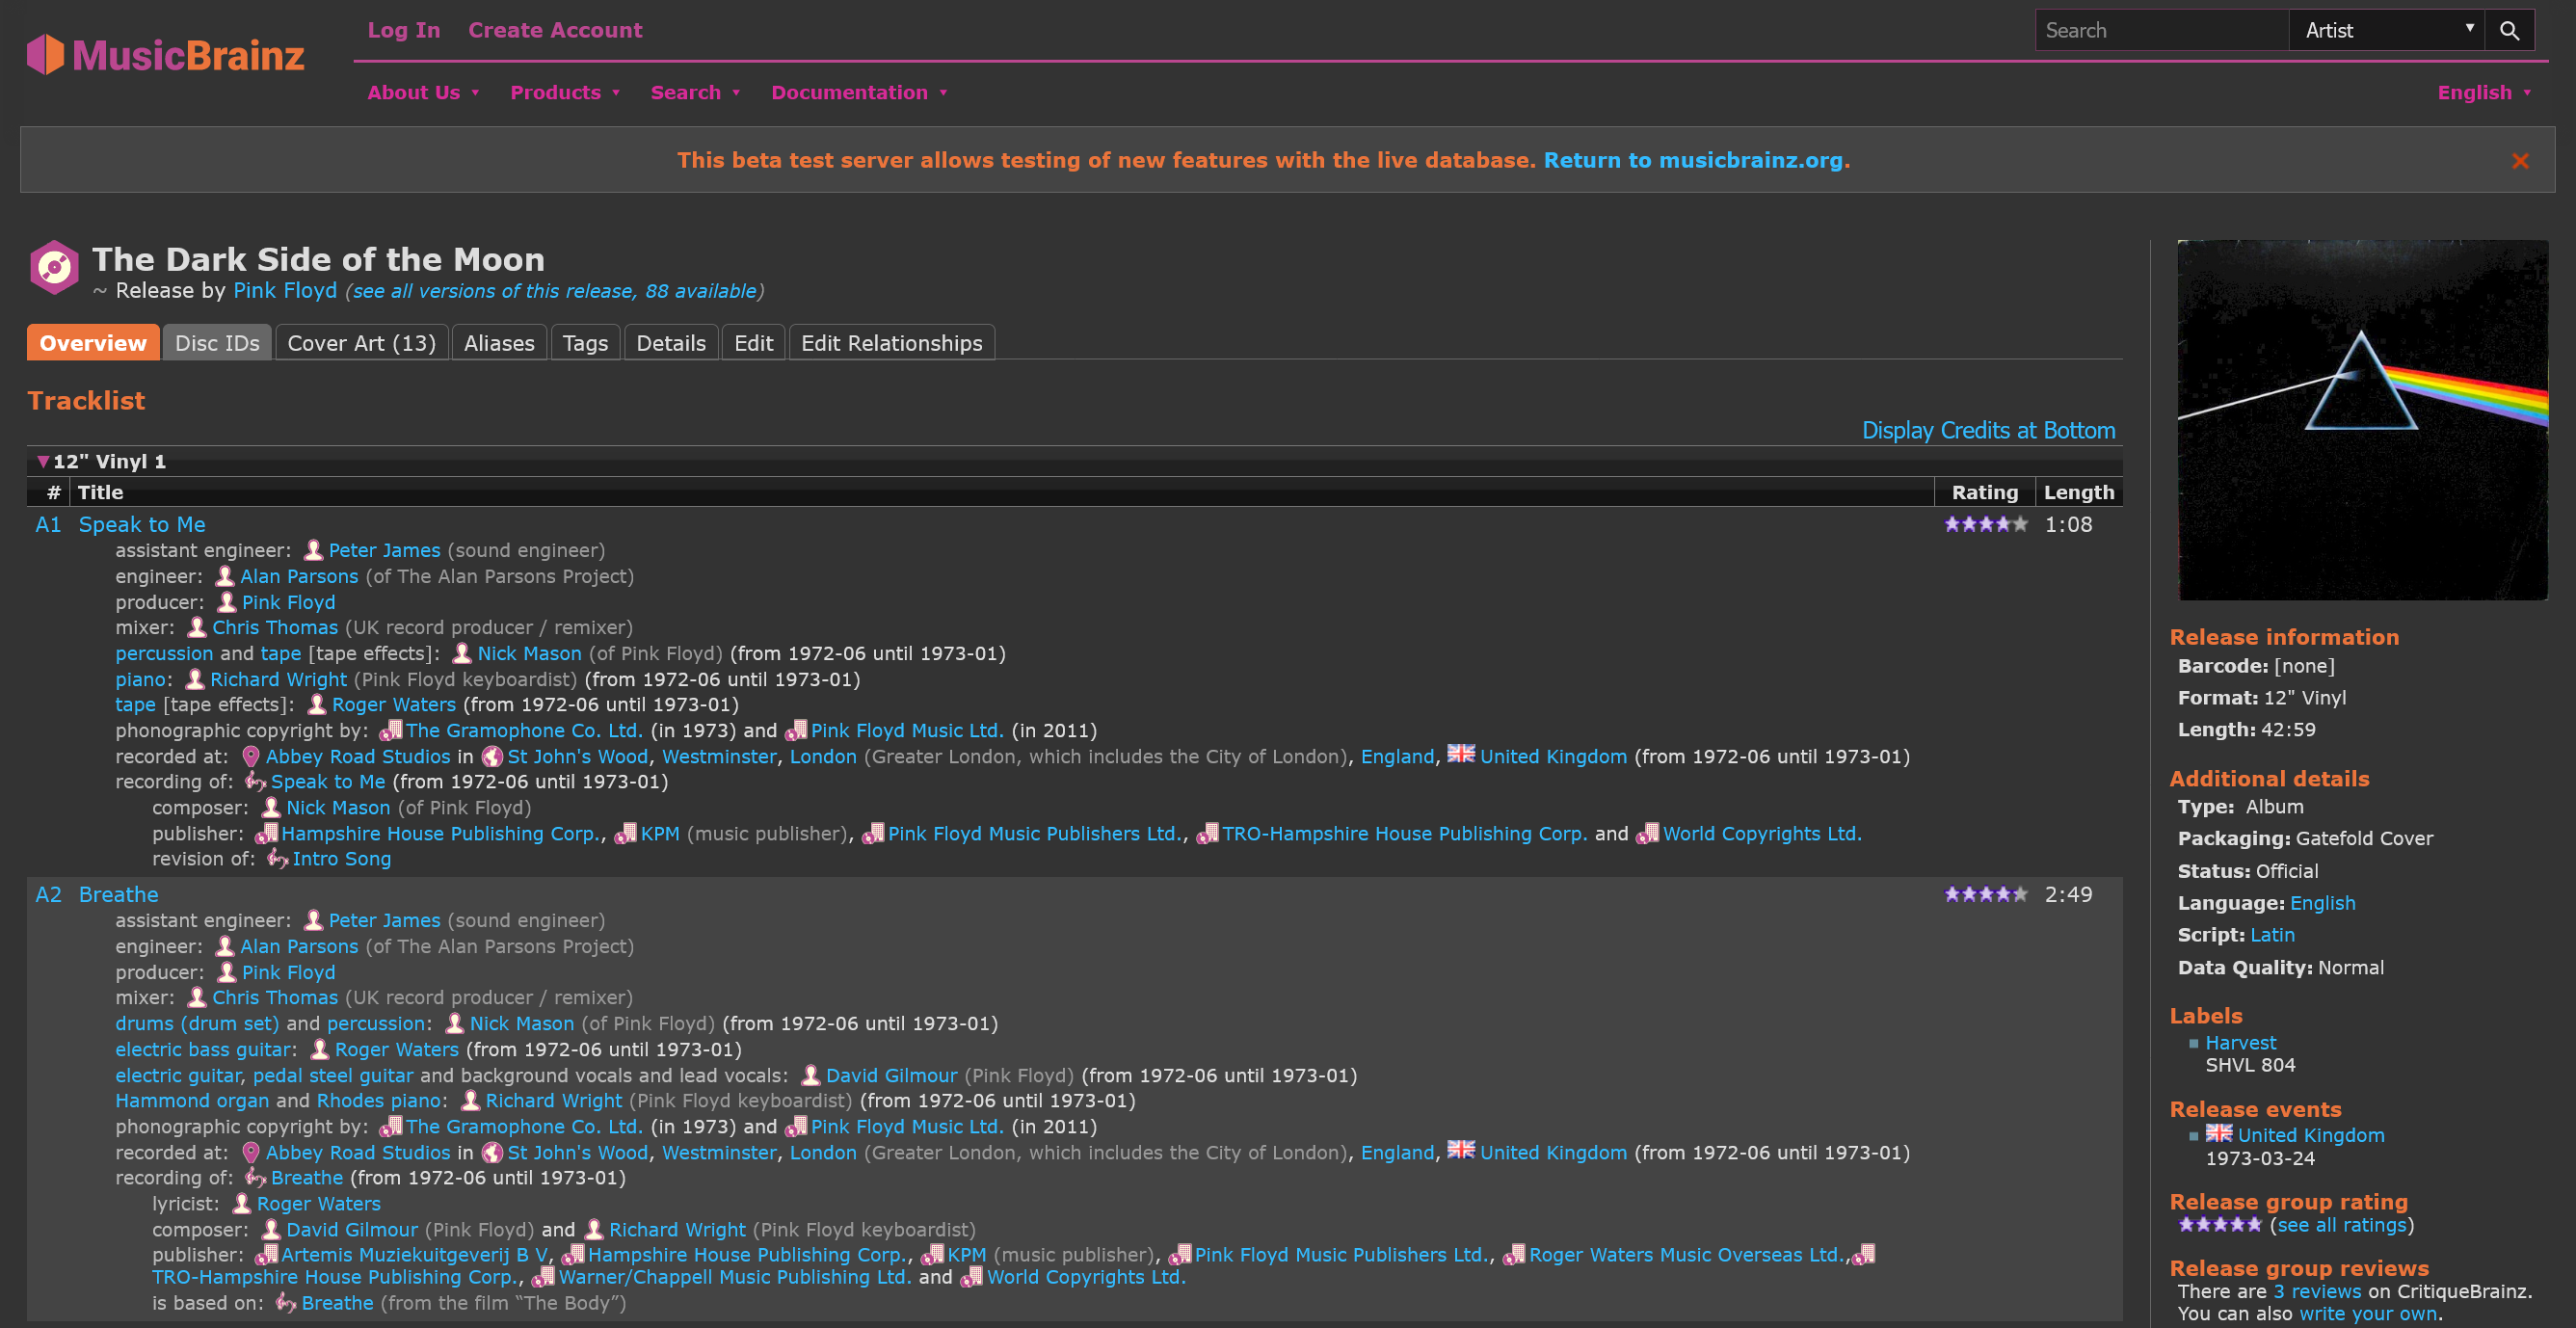 MusicBrainz
Log In Create Account
Search Artist
About Us Products Search Documentation English
This beta test server allows testing of new features with the live database. Return to musicbrainz.org.
The Dark Side of the Moon
~ Release by Pink Floyd (see all versions of this release, 88 available)
Overview Disc IDs Cover Art (13) Aliases Tags Details Edit Edit Relationships
Tracklist
Display Credits at Bottom
▼12" Vinyl 1
# Title Rating Length
A1 Speak to Me 1:08
assistant engineer: Peter James (sound engineer)
engineer: Alan Parsons (of The Alan Parsons Project)
producer: Pink Floyd
mixer: Chris Thomas (UK record producer / remixer)
percussion and tape [tape effects]: Nick Mason (of Pink Floyd) (from 1972-06 until 1973-01)
piano: Richard Wright (Pink Floyd keyboardist) (from 1972-06 until 1973-01)
tape [tape effects]: Roger Waters (from 1972-06 until 1973-01)
phonographic copyright by: The Gramophone Co. Ltd. (in 1973) and Pink Floyd Music Ltd. (in 2011)
recorded at: Abbey Road Studios in St John's Wood, Westminster, London (Greater London, which includes the City of London), England, United Kingdom (from 1972-06 until 1973-01)
recording of: Speak to Me (from 1972-06 until 1973-01)
composer: Nick Mason (of Pink Floyd)
publisher: Hampshire House Publishing Corp., KPM (music publisher), Pink Floyd Music Publishers Ltd., TRO-Hampshire House Publishing Corp. and World Copyrights Ltd.
revision of: Intro Song
A2 Breathe 2:49
assistant engineer: Peter James (sound engineer)
engineer: Alan Parsons (of The Alan Parsons Project)
producer: Pink Floyd
mixer: Chris Thomas (UK record producer / remixer)
drums (drum set) and percussion: Nick Mason (of Pink Floyd) (from 1972-06 until 1973-01)
electric bass guitar: Roger Waters (from 1972-06 until 1973-01)
electric guitar, pedal steel guitar and background vocals and lead vocals: David Gilmour (Pink Floyd) (from 1972-06 until 1973-01)
Hammond organ and Rhodes piano: Richard Wright (Pink Floyd keyboardist) (from 1972-06 until 1973-01)
phonographic copyright by: The Gramophone Co. Ltd. (in 1973) and Pink Floyd Music Ltd. (in 2011)
recorded at: Abbey Road Studios in St John's Wood, Westminster, London (Greater London, which includes the City of London), England, United Kingdom (from 1972-06 until 1973-01)
recording of: Breathe (from 1972-06 until 1973-01)
lyricist: Roger Waters
composer: David Gilmour (Pink Floyd) and Richard Wright (Pink Floyd keyboardist)
publisher: Artemis Muziekuitgeverij B V, Hampshire House Publishing Corp., KPM (music publisher), Pink Floyd Music Publishers Ltd., Roger Waters Music Overseas Ltd.,
TRO-Hampshire House Publishing Corp., Warner/Chappell Music Publishing Ltd. and World Copyrights Ltd.
is based on: Breathe (from the film “The Body”)
Release information
Barcode: [none]
Format: 12" Vinyl
Length: 42:59
Additional details
Type: Album
Packaging: Gatefold Cover
Status: Official
Language: English
Script: Latin
Data Quality: Normal
Labels
Harvest
SHVL 804
Release events
United Kingdom
1973-03-24
Release group rating
(see all ratings)
Release group reviews
There are 3 reviews on CritiqueBrainz.
You can also write your own.